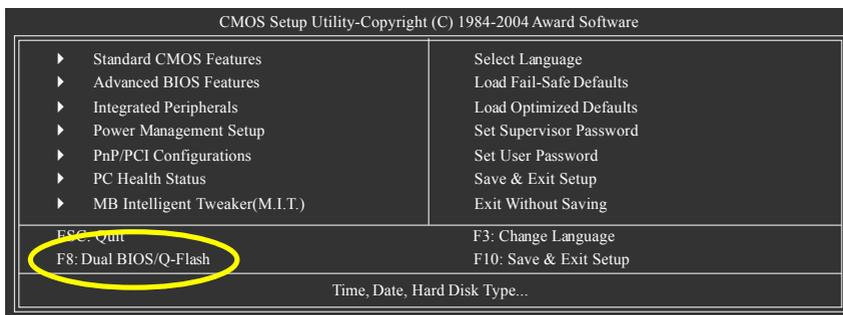 CMOS Setup Utility-Copyright (C) 1984-2004 Award Software
Standard CMOS Features
Advanced BIOS Features
Integrated Peripherals
Power Management Setup
PnP/PCI Configurations
PC Health Status
MB Intelligent Tweaker(M.I.T.)
Select Language
Load Fail-Safe Defaults
Load Optimized Defaults
Set Supervisor Password
Set User Password
Save & Exit Setup
Exit Without Saving
ESC: Quit
F8: Dual BIOS/Q-Flash
F3: Change Language
F10: Save & Exit Setup
Time, Date, Hard Disk Type...